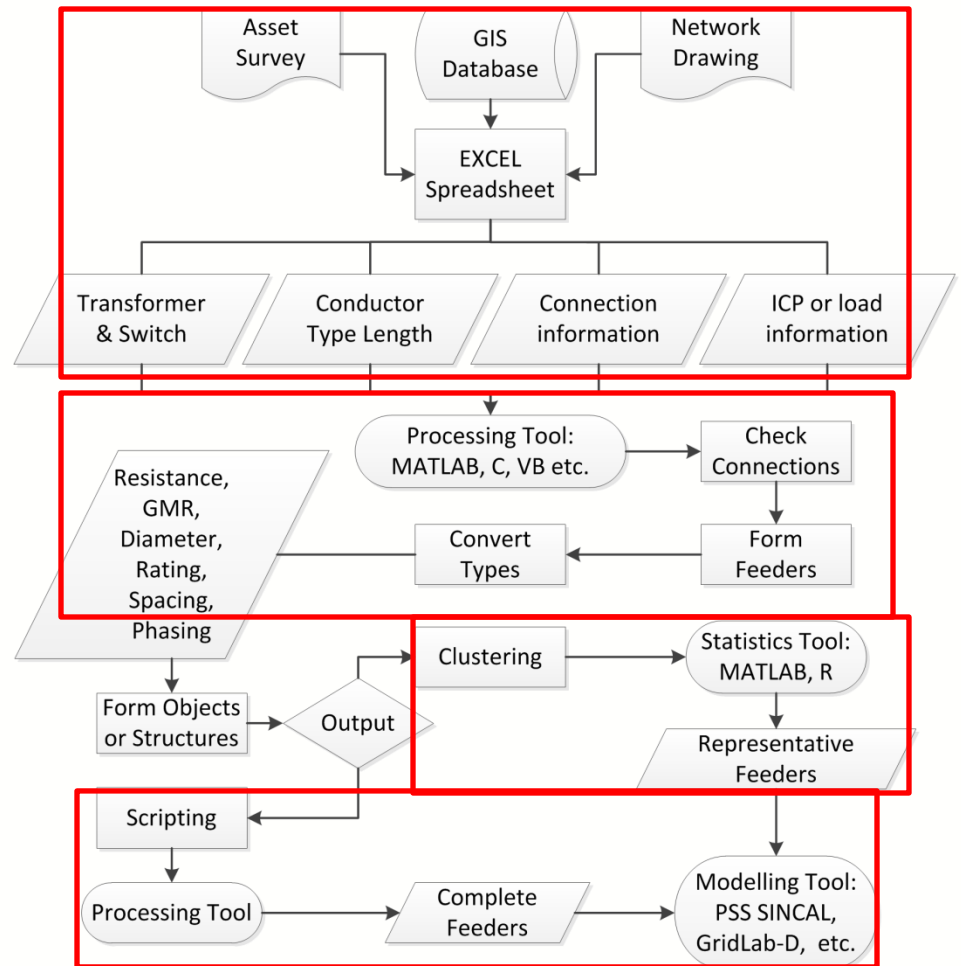 Asset
Survey
GIS
Database
Network
Drawing
EXCEL
Spreadsheet
Transformer
& Switch
Conductor
Type Length
Connection
information
ICP or load
information
Processing Tool:
MATLAB, C, VB etc.
Check
Connections
Resistance,
GMR,
Diameter,
Rating,
Spacing,
Phasing
Convert
Types
Form
Feeders
Clustering
Statistics Tool:
MATLAB, R
Form Objects
or Structures
Output
Representative
Feeders
Scripting
Processing Tool
Complete
Feeders
Modelling Tool:
PSS SINCAL,
GridLab-D,  etc.